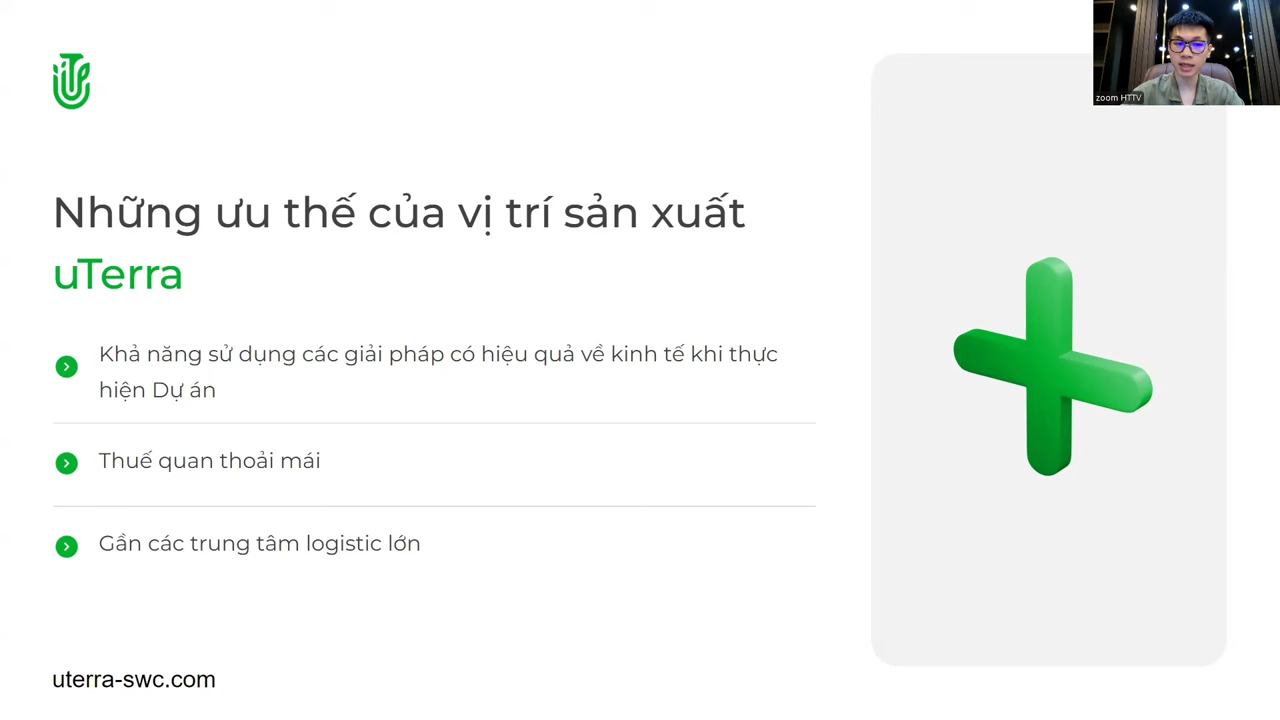 zoom HTTV
Những ưu thế của vị trí sản xuất
uTerra
Khả năng sử dụng các giải pháp có hiệu quả về kinh tế khi thực
hiện Dự án
Thuế quan thoải mái
Gần các trung tâm logistic lớn
uterra-swc.com